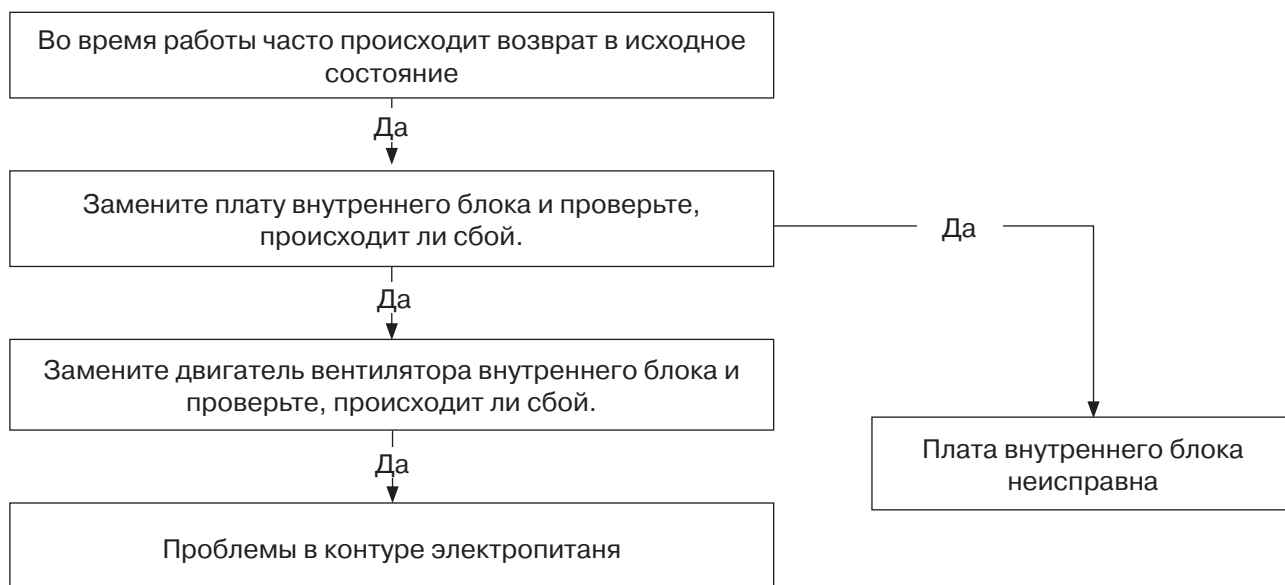 Во время работы часто происходит возврат в исходное
состояние
Да
Замените плату внутреннего блока и проверьте,
происходит ли сбой.
Да
Да
Замените двигатель вентилятора внутреннего блока и
проверьте, происходит ли сбой.
Плата внутреннего блока
неисправна
Да
Проблемы в контуре электропитаня